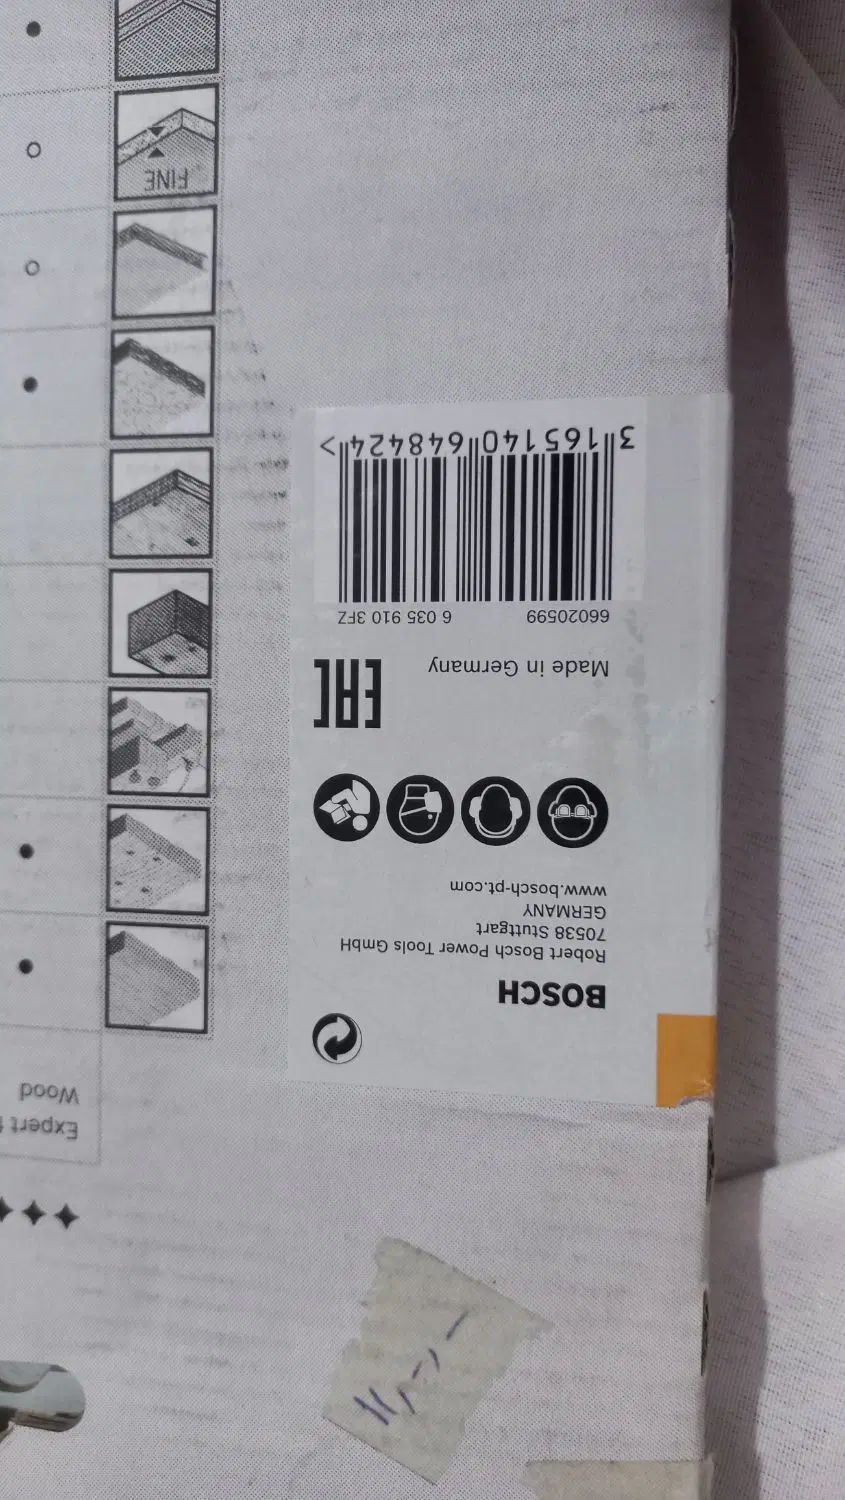 Expert
Wood
BOSCH
Robert Bosch Power Tools GmbH
70538 Stuttgart
GERMANY
www.bosch-pt.com
Made in Germany
EAC
66020599 6 035 910 3FZ
3 165140 648424 >
FINE